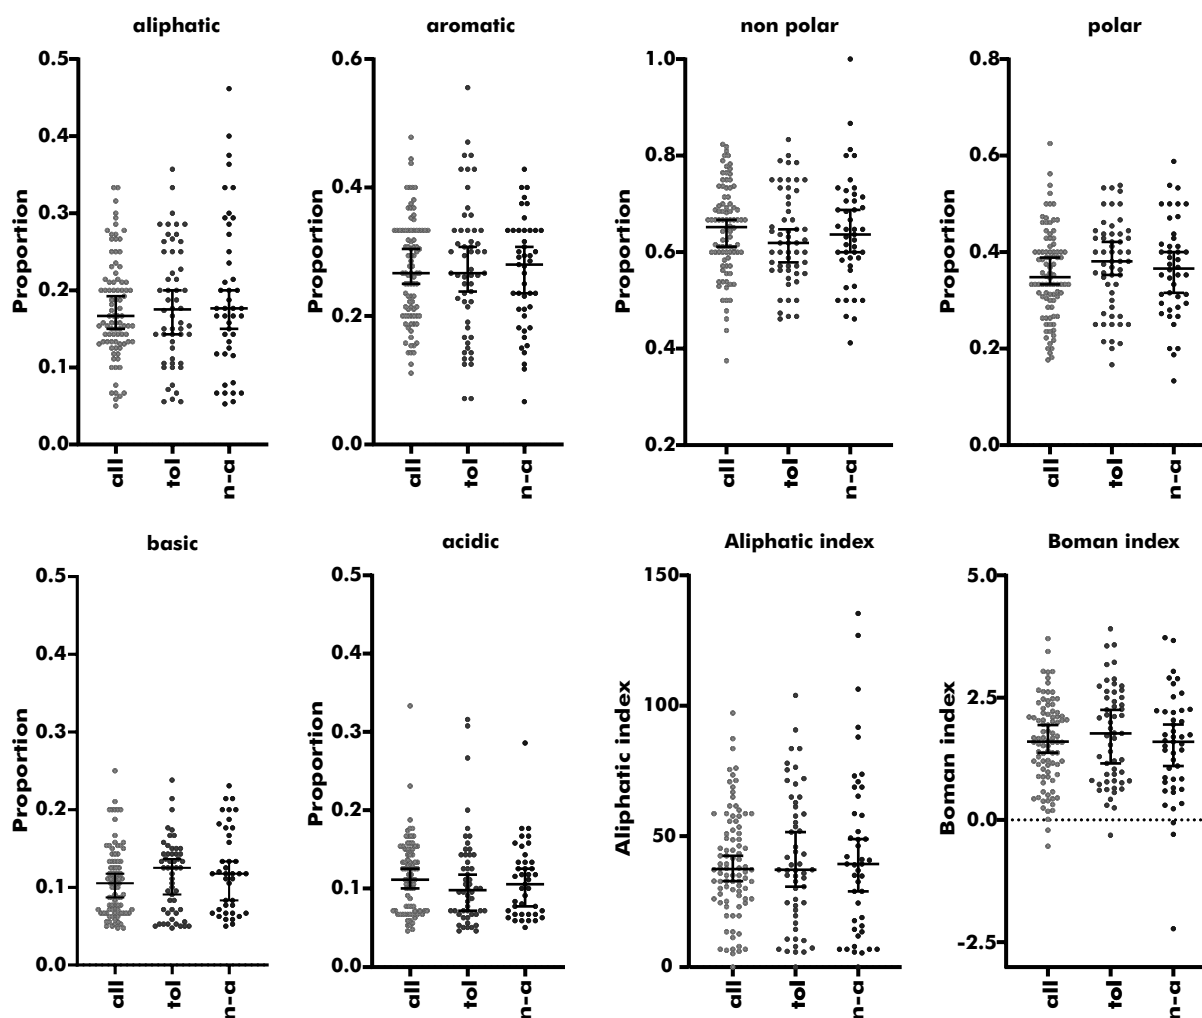 aliphatic
0.5
0.4
0.3
0.2
0.1
0.0
Proportion
all
tol
n-a
aromatic
0.6
0.4
0.2
0.0
Proportion
all
tol
n-a
non polar
1.0
0.8
0.6
0.4
0.2
Proportion
all
tol
n-a
polar
0.8
0.6
0.4
0.2
0.0
Proportion
all
tol
n-a
basic
0.5
0.4
0.3
0.2
0.1
0.0
Proportion
all
tol
n-a
acidic
0.5
0.4
0.3
0.2
0.1
0.0
Proportion
all
tol
n-a
Aliphatic index
150
100
50
0
Aliphatic index
all
tol
n-a
Boman index
5.0
2.5
0.0
-2.5
Boman index
all
tol
n-a